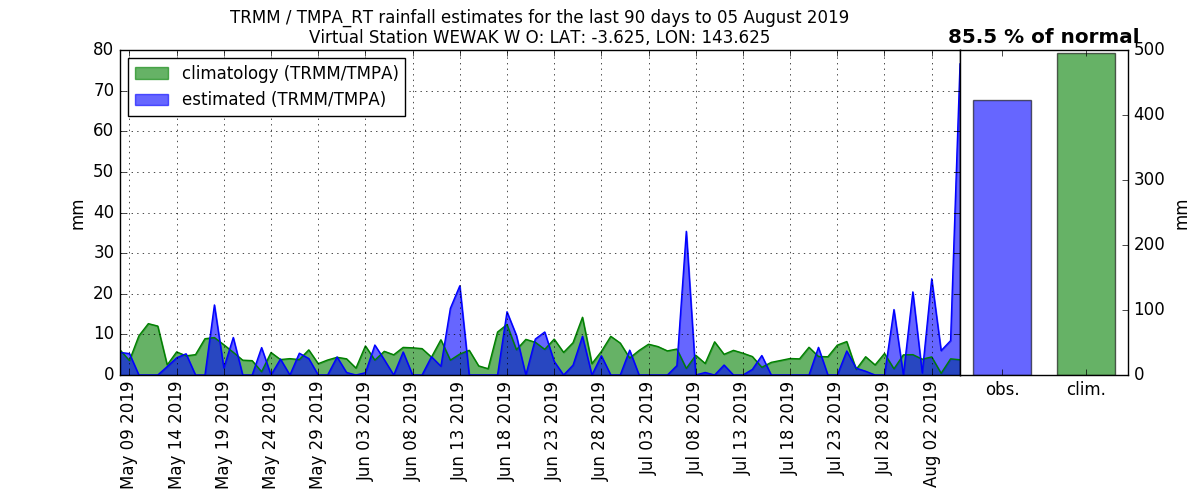 TRMM / TMPA_RT rainfall estimates for the last 90 days to 05 August 2019
Virtual Station WEWAK W O: LAT: -3.625, LON: 143.625
85.5 % of normal
climatology (TRMM/TMPA)
estimated (TRMM/TMPA)
80
70
60
50
40
30
20
10
0
mm
500
400
300
200
100
0
mm
May 09 2019
May 14 2019
May 19 2019
May 24 2019
May 29 2019
Jun 03 2019
Jun 08 2019
Jun 13 2019
Jun 18 2019
Jun 23 2019
Jun 28 2019
Jul 03 2019
Jul 08 2019
Jul 13 2019
Jul 18 2019
Jul 23 2019
Jul 28 2019
Aug 02 2019
obs.
clim.